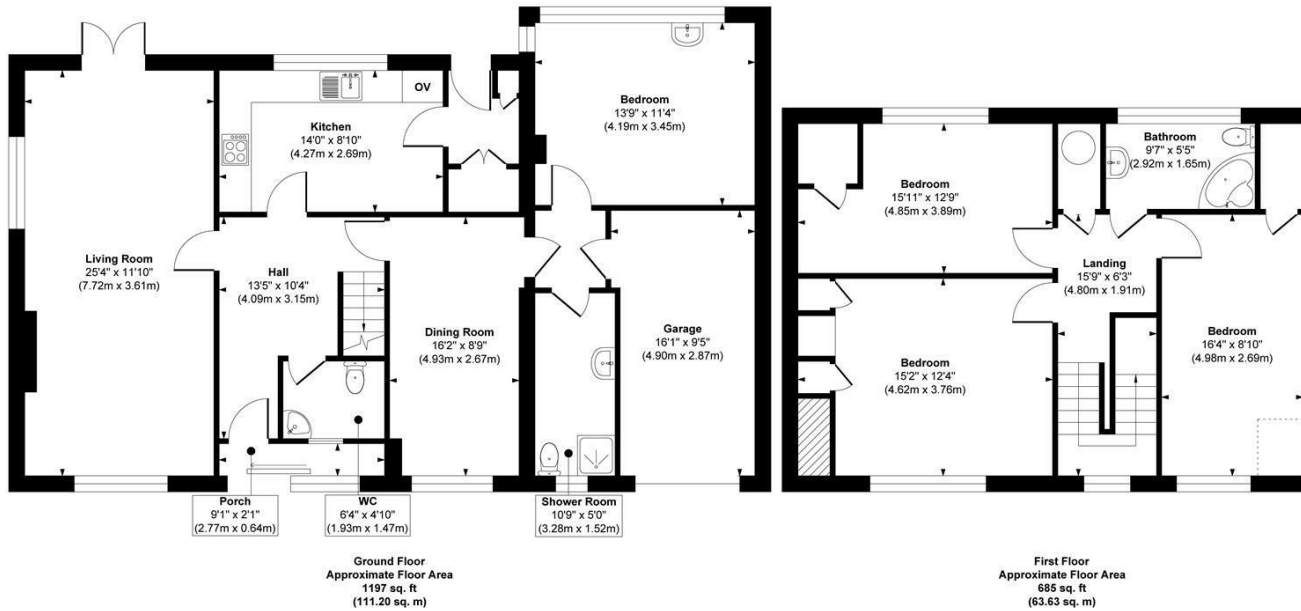 OV
Kitchen
14'0" x 8'10"
(4.27m x 2.69m)
Bedroom
13'9" x 11'4"
(4.19m x 3.45m)
Living Room
25'4" x 11'10"
(7.72m x 3.61m)
Hall
13'5" x 10'4"
(4.09m x 3.15m)
Dining Room
16'2" x 8'9"
(4.93m x 2.67m)
Garage
16'1" x 9'5"
(4.90m x 2.87m)
Porch
9'1" x 2'1"
(2.77m x 0.64m)
WC
6'4" x 4'10"
(1.93m x 1.47m)
Shower Room
10'9" x 5'0"
(3.28m x 1.52m)
Ground Floor
Approximate Floor Area
1197 sq. ft
(111.20 sq. m)
Bedroom
15'11" x 12'9"
(4.85m x 3.89m)
Bathroom
9'7" x 5'5"
(2.92m x 1.65m)
Landing
15'9" x 6'3"
(4.80m x 1.91m)
Bedroom
15'2" x 12'4"
(4.62m x 3.76m)
Bedroom
16'4" x 8'10"
(4.98m x 2.69m)
First Floor
Approximate Floor Area
685 sq. ft
(63.63 sq. m)